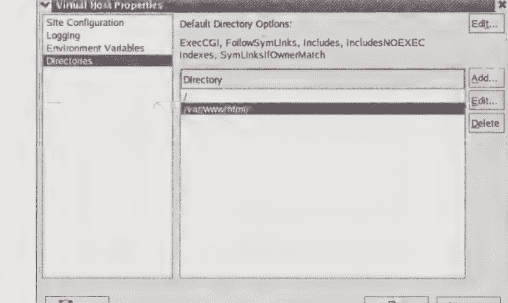 Virtual Host Properties
Site Configuration
Logging
Environment Variables
Directories
Default Directory Options:
Edit...
ExecCGI, FollowSymLinks, Includes, IncludesNOEXEC
Indexes, SymLinksIfOwnerMatch
Directory
Add...
/
/var/www/html/
Edit...
Delete